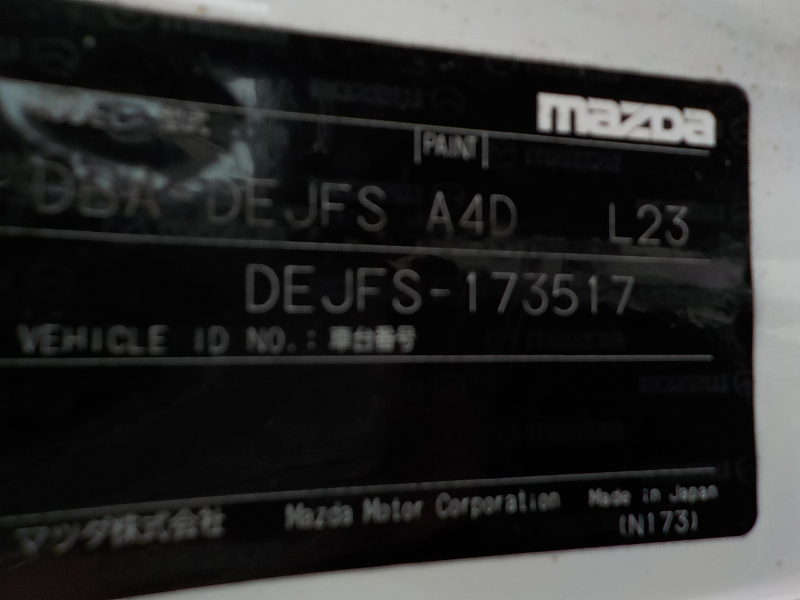 mazda
PAINT
DBA-DEJFS A4D L23
DEJFS-173517
VEHICLE ID NO.: 車台番号
マツダ株式会社 Mazda Motor Corporation Made in Japan
(N173)